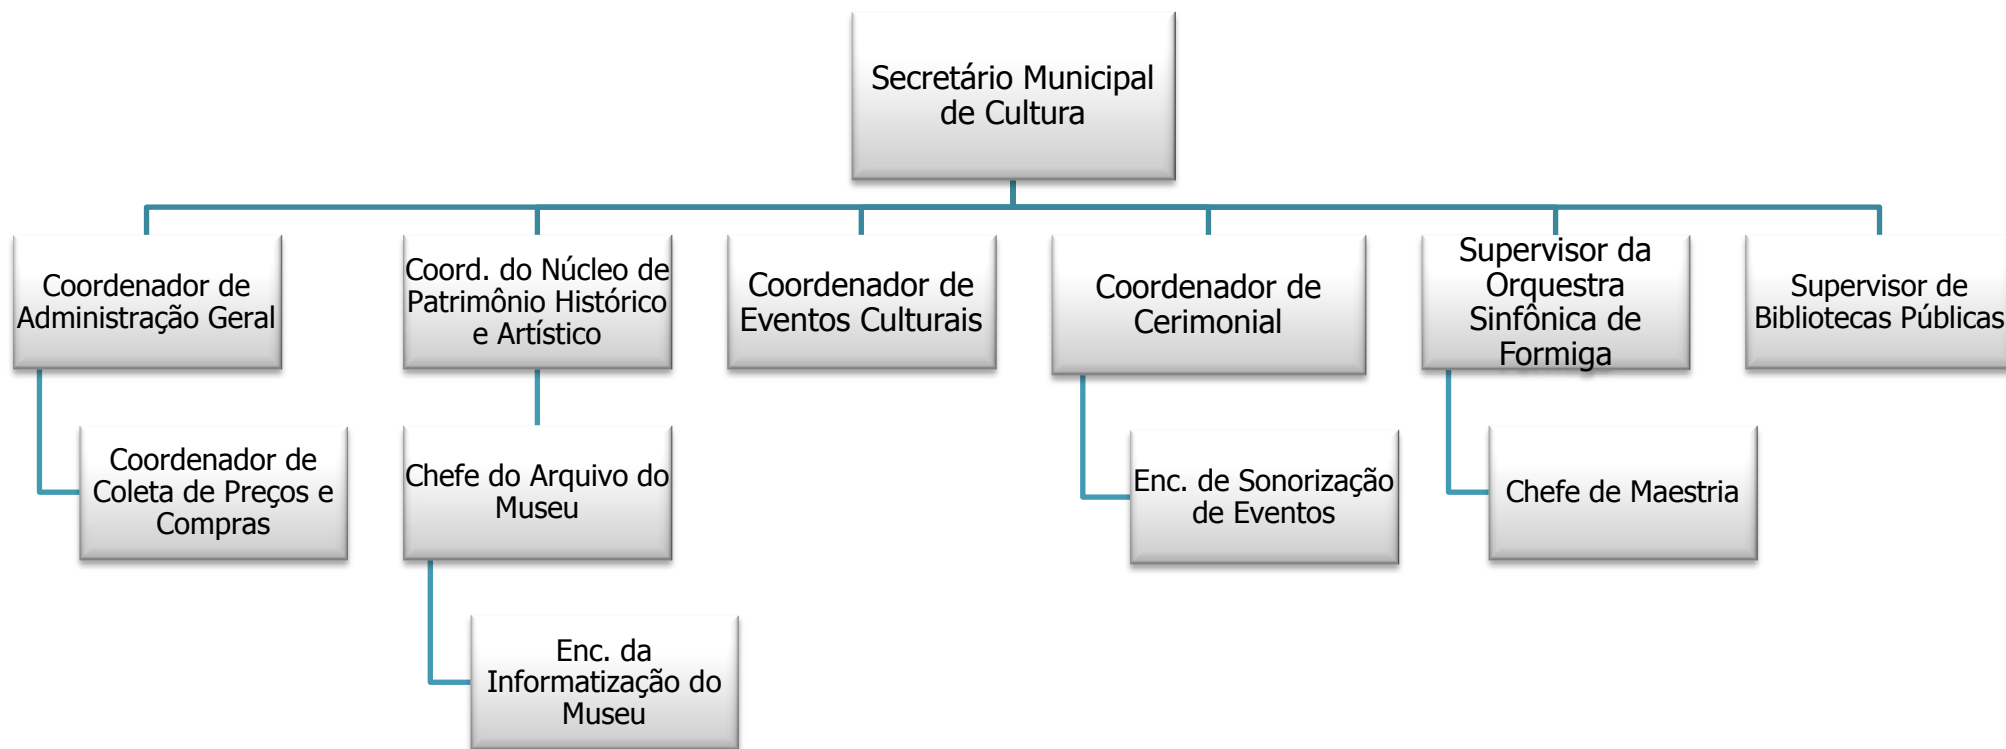 Secretário Municipal
de Cultura
Coordenador de
Administração Geral
Coord. do Núcleo de
Patrimônio Histórico
e Artístico
Coordenador de
Eventos Culturais
Coordenador de
Cerimonial
Supervisor da
Orquestra
Sinfônica de
Formiga
Supervisor de
Bibliotecas Públicas
Coordenador de
Coleta de Preços e
Compras
Chefe do Arquivo do
Museu
Enc. de Sonorização
de Eventos
Chefe de Maestria
Enc. da
Informatização do
Museu